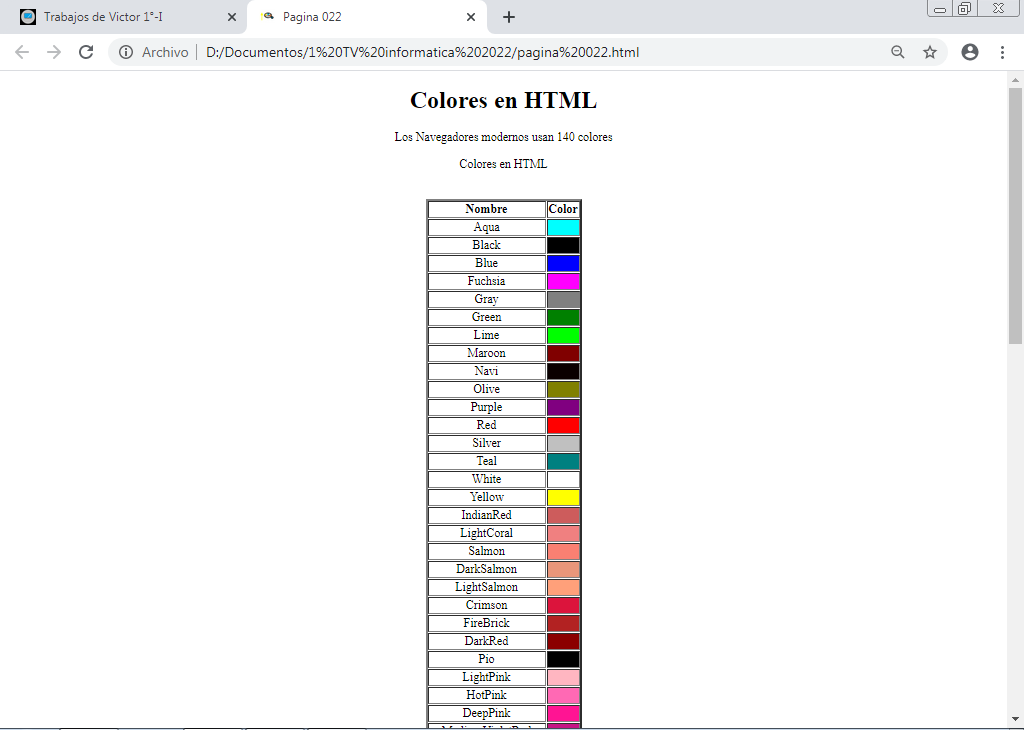 Trabajos de Victor 1°-I
Pagina 022
Archivo
D:/Documentos/1%20TV%20informatica%202022/pagina%20022.html
Colores en HTML
Los Navegadores modernos usan 140 colores
Colores en HTML
Nombre Color
Aqua
Black
Blue
Fuchsia
Gray
Green
Lime
Maroon
Navi
Olive
Purple
Red
Silver
Teal
White
Yellow
IndianRed
LightCoral
Salmon
DarkSalmon
LightSalmon
Crimson
FireBrick
DarkRed
Pio
LightPink
HotPink
DeepPink